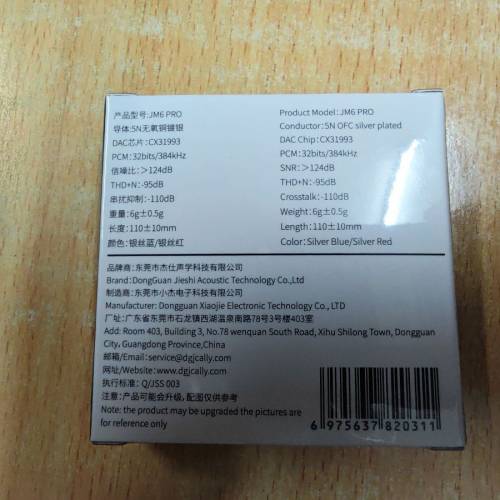 产品型号:JM6 PRO
导体:5N无氧铜镀银
DAC芯片:CX31993
PCM:32bits/384kHz
信噪比:>124dB
THD+N:-95dB
串扰抑制:-110dB
重量:6g±0.5g
长度:110±10mm
颜色:银丝蓝/银丝红
Product Model:JM6 PRO
Conductor:5N OFC silver plated
DAC Chip:CX31993
PCM:32bits/384kHz
SNR:>124dB
THD+N:-95dB
Crosstalk:-110dB
Weight:6g±0.5g
Length:110±10mm
Color:Silver Blue/Silver Red
品牌商:东莞市杰仕声学科技有限公司
Brand:DongGuan Jieshi Acoustic Technology Co.,Ltd
制造商:东莞市小杰电子科技有限公司
Manufacturer: Dongguan Xiaojie Electronic Technology Co., LTD
厂址:广东省东莞市石龙镇西湖温泉南路78号3号楼403室
Add: Room 403, Building 3, No.78 wenquan South Road, Xihu Shilong Town, Dongguan
City, Guangdong Province,China
邮箱/Email:service@dgjcally.com
网址/Website:www.dgjcally.com
执行标准: Q/JSS 003
注意:产品可能会升级,配图仅供参考
Note: the product may be upgraded the pictures are
for reference only
6 975637 820311